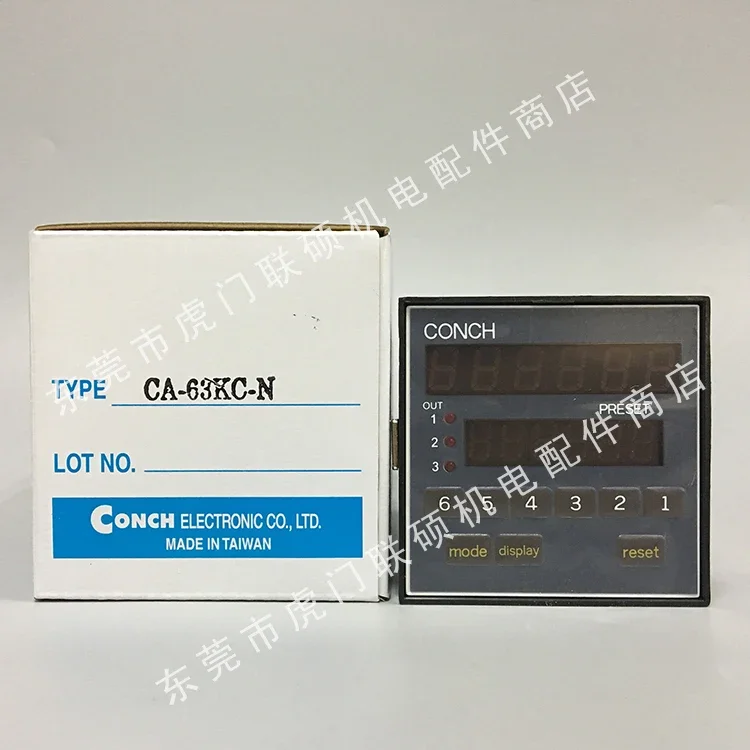 东莞市虎门联硕机电配件商店
TYPE CA-63KC-N
LOT NO.
CONCH ELECTRONIC CO., LTD.
MADE IN TAIWAN
CONCH
OUT
PRESET
1
2
3
6 5 4 3 2 1
mode display reset
东莞市虎门联硕机电配件商店